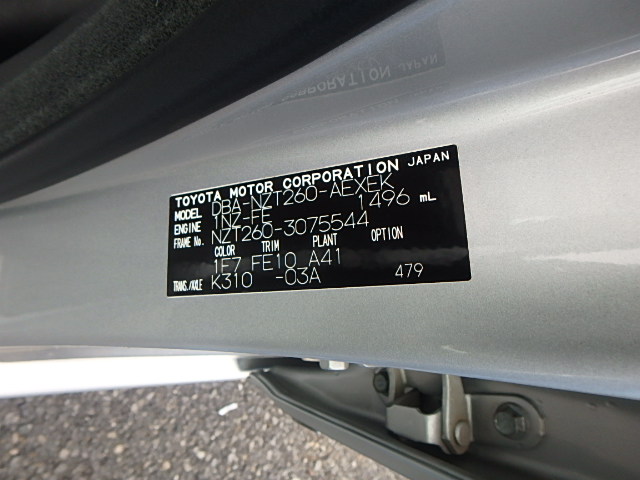 TOYOTA MOTOR CORPORATION JAPAN
MODEL DBA-NZT260-AEXEK
ENGINE 1NZ-FE 1496 mL
FRAME No. NZT260-3075544
COLOR TRIM PLANT OPTION
1F7 FE10 A41
TRANS./AXLE K310 -03A 479